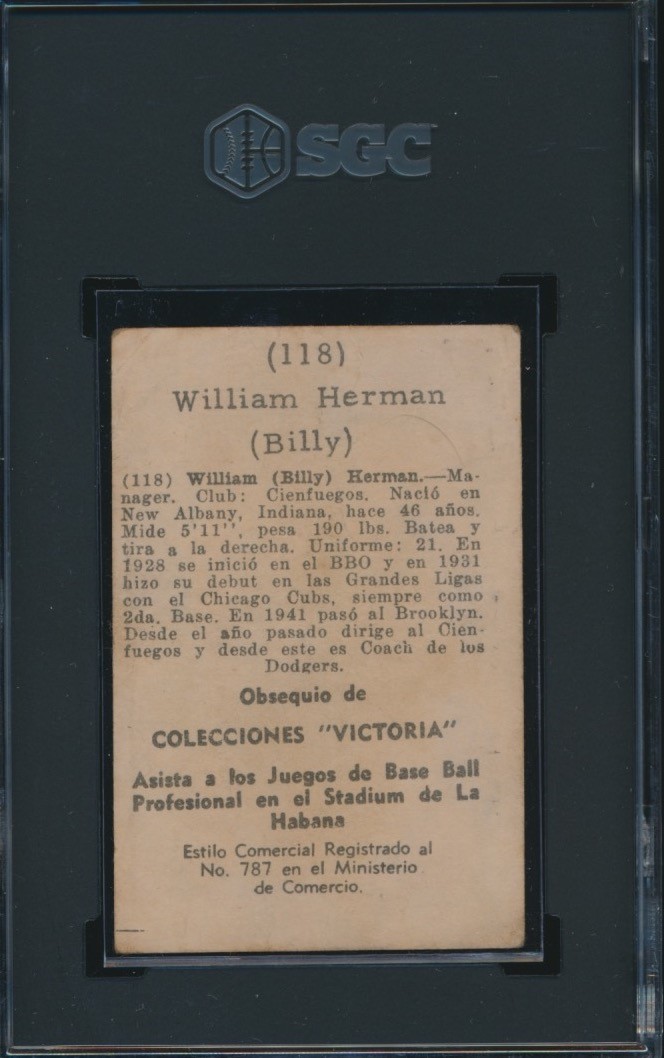 SGC
(118)
William Herman
(Billy)
(118) William (Billy) Herman.—Ma-
nager. Club: Cienfuegos. Nació en
New Albany, Indiana, hace 46 años.
Mide 5'11'', pesa 190 lbs. Batea y
tira a la derecha. Uniforme: 21. En
1928 se inició en el BBO y en 1931
hizo su debut en las Grandes Ligas
con el Chicago Cubs, siempre como
2da. Base. En 1941 pasó al Brooklyn.
Desde el año pasado dirige al Cien-
fuegos y desde este es Coach de los
Dodgers.
Obsequio de
COLECCIONES "VICTORIA"
Asista a los Juegos de Base Ball
Profesional en el Stadium de La
Habana
Estilo Comercial Registrado al
No. 787 en el Ministerio
de Comercio.